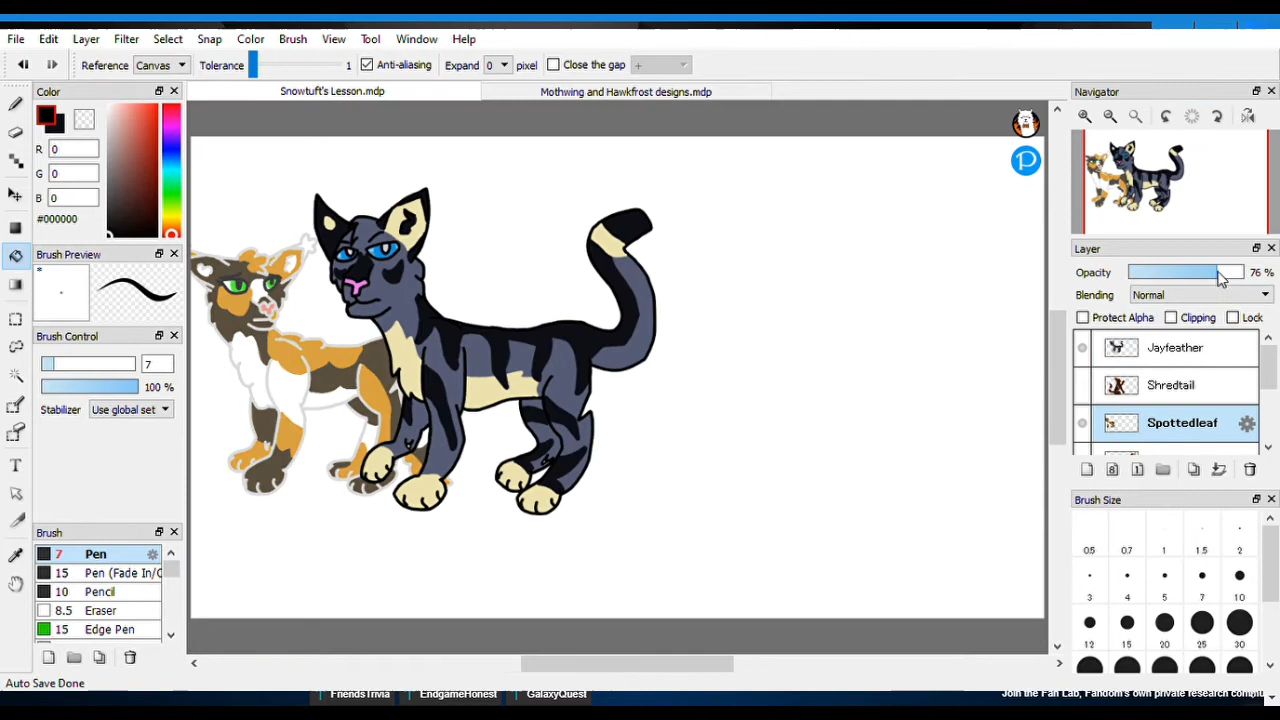 File Edit Layer Filter Select Snap Color Brush View Tool Window Help
Reference Canvas Tolerance 1 Anti-aliasing Expand 0 pixel Close the gap +
Color
Snowtuft's Lesson.mdp
Mothwing and Hawkfrost designs.mdp
Navigator
R 0
G 0
B 0
#000000
P
Brush Preview
*
Layer
Opacity 76 %
Blending Normal
Protect Alpha Clipping Lock
Brush Control
7
100 %
Stabilizer Use global set
Jayfeather
Shredtail
Spottedleaf
8 1
T
Brush Size
0.5 0.7 1 1.5 2
3 4 5 7 10
12 15 20 25 30
Brush
7 Pen
15 Pen (Fade In/O
10 Pencil
8.5 Eraser
15 Edge Pen
Auto Save Done
FriendsTrivia EndgameHonest GalaxyQuest
Join the Fan Lab, Fandom's own private research